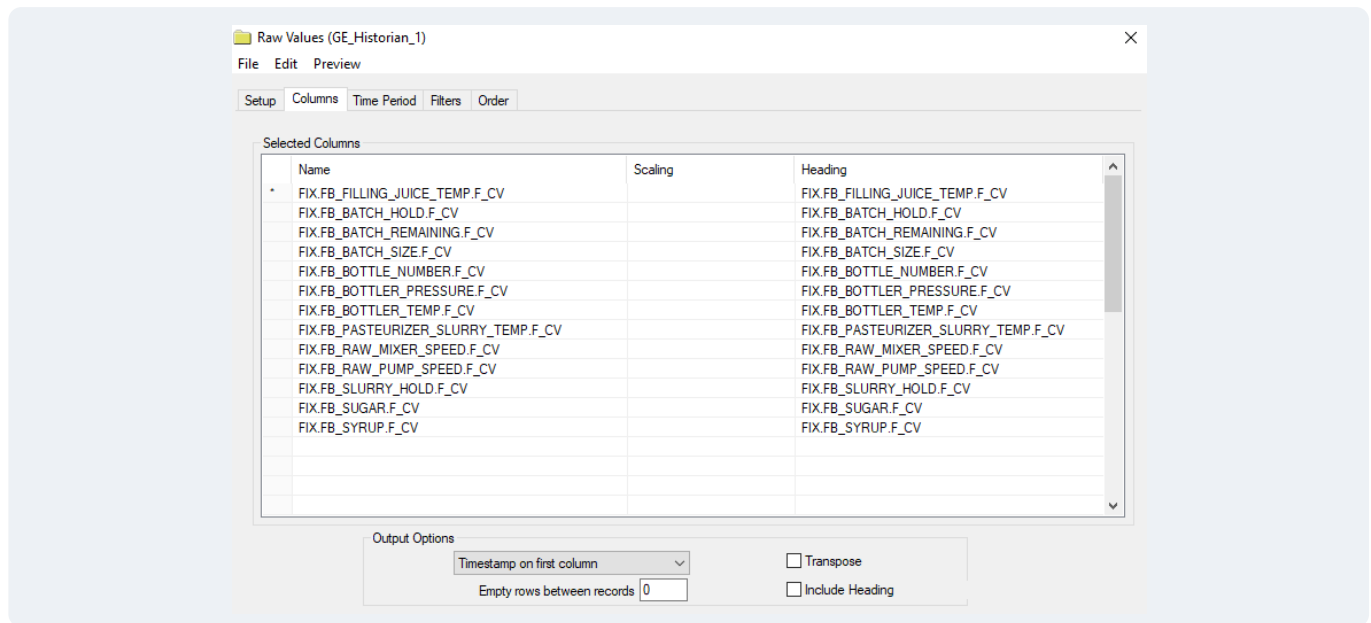 Raw Values (GE_Historian_1)
File Edit Preview
Setup Columns Time Period Filters Order
Selected Columns
Name Scaling Heading
* FIX.FB_FILLING_JUICE_TEMP.F_CV FIX.FB_FILLING_JUICE_TEMP.F_CV
FIX.FB_BATCH_HOLD.F_CV FIX.FB_BATCH_HOLD.F_CV
FIX.FB_BATCH_REMAINING.F_CV FIX.FB_BATCH_REMAINING.F_CV
FIX.FB_BATCH_SIZE.F_CV FIX.FB_BATCH_SIZE.F_CV
FIX.FB_BOTTLE_NUMBER.F_CV FIX.FB_BOTTLE_NUMBER.F_CV
FIX.FB_BOTTLER_PRESSURE.F_CV FIX.FB_BOTTLER_PRESSURE.F_CV
FIX.FB_BOTTLER_TEMP.F_CV FIX.FB_BOTTLER_TEMP.F_CV
FIX.FB_PASTEURIZER_SLURRY_TEMP.F_CV FIX.FB_PASTEURIZER_SLURRY_TEMP.F_CV
FIX.FB_RAW_MIXER_SPEED.F_CV FIX.FB_RAW_MIXER_SPEED.F_CV
FIX.FB_RAW_PUMP_SPEED.F_CV FIX.FB_RAW_PUMP_SPEED.F_CV
FIX.FB_SLURRY_HOLD.F_CV FIX.FB_SLURRY_HOLD.F_CV
FIX.FB_SUGAR.F_CV FIX.FB_SUGAR.F_CV
FIX.FB_SYRUP.F_CV FIX.FB_SYRUP.F_CV
Output Options
Timestamp on first column Transpose
Empty rows between records 0 Include Heading